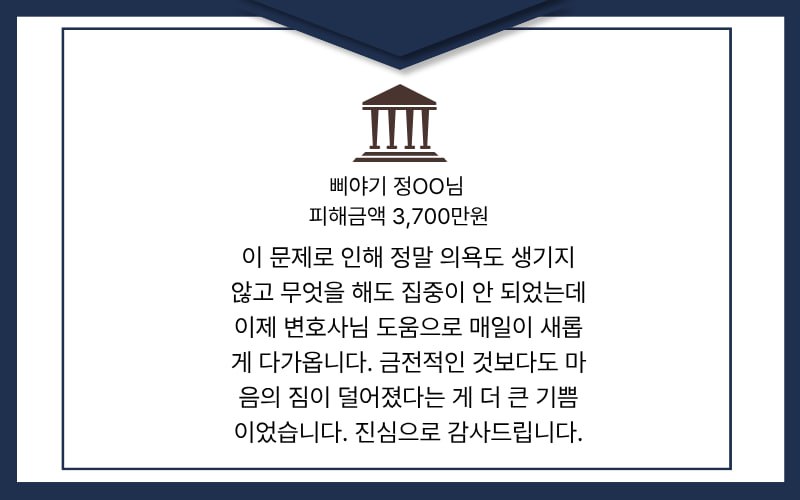 삐야기 정OO님
피해금액 3,700만원
이 문제로 인해 정말 의욕도 생기지
않고 무엇을 해도 집중이 안 되었는데
이제 변호사님 도움으로 매일이 새롭
게 다가옵니다. 금전적인 것보다도 마
음의 짐이 덜어졌다는 게 더 큰 기쁨
이었습니다. 진심으로 감사드립니다.